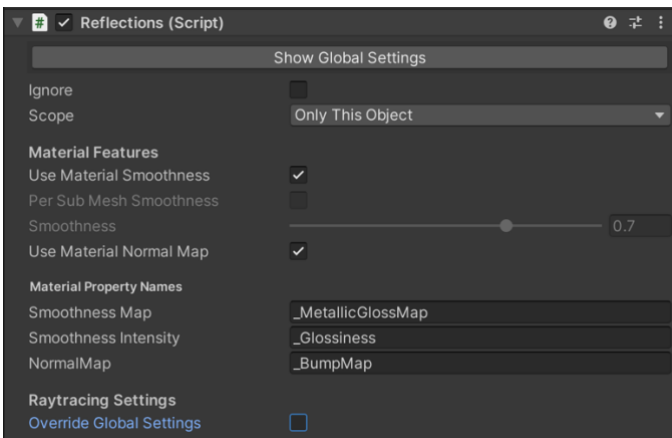 Reflections (Script)
Show Global Settings
Ignore
Scope Only This Object
Material Features
Use Material Smoothness
Per Sub Mesh Smoothness
Smoothness 0.7
Use Material Normal Map
Material Property Names
Smoothness Map _MetallicGlossMap
Smoothness Intensity _Glossiness
NormalMap _BumpMap
Raytracing Settings
Override Global Settings